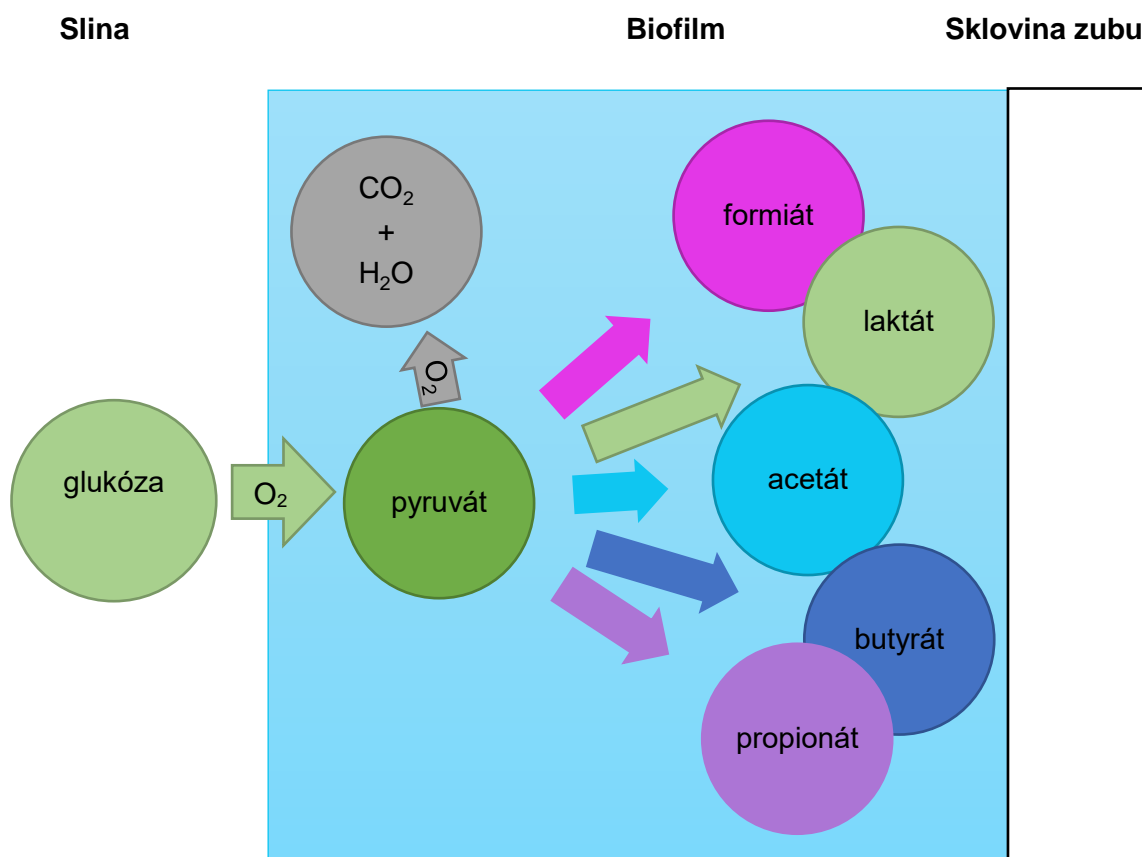 Slina
Biofilm
Sklovina zubu
CO₂
+
H₂O
formiát
laktát
O₂
glukóza
O₂
pyruvát
acetát
butyrát
propionát